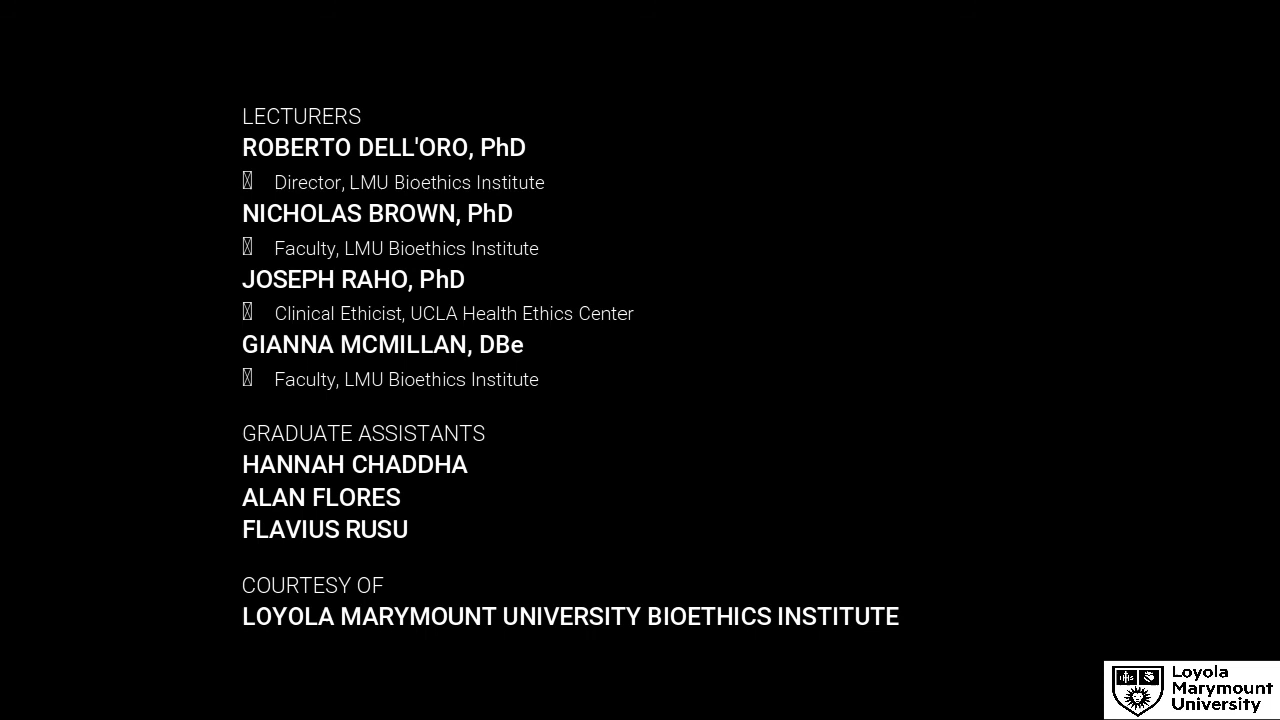 LECTURERS
ROBERTO DELL'ORO, PhD
Director, LMU Bioethics Institute
NICHOLAS BROWN, PhD
Faculty, LMU Bioethics Institute
JOSEPH RAHO, PhD
Clinical Ethicist, UCLA Health Ethics Center
GIANNA MCMILLAN, DBe
Faculty, LMU Bioethics Institute
GRADUATE ASSISTANTS
HANNAH CHADDHA
ALAN FLORES
FLAVIUS RUSU
COURTESY OF
LOYOLA MARYMOUNT UNIVERSITY BIOETHICS INSTITUTE
Loyola
Marymount
University